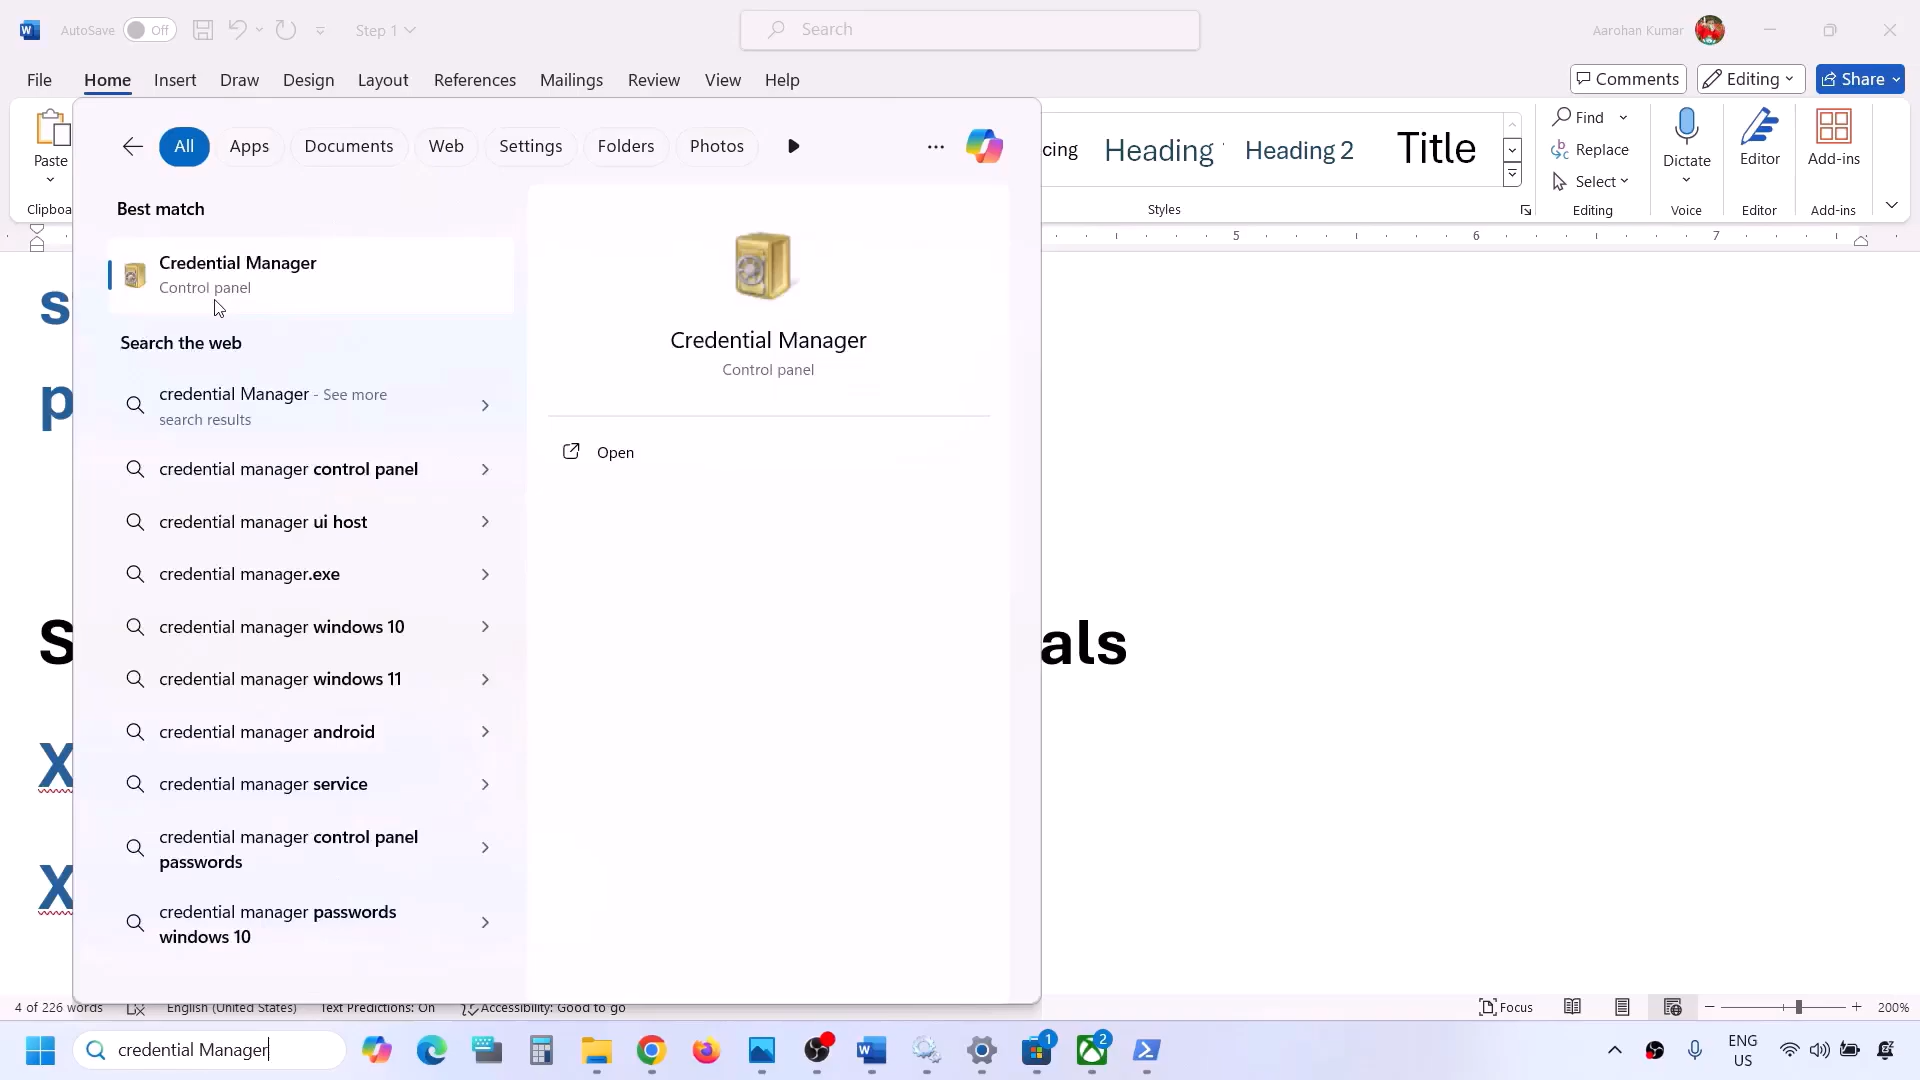 AutoSave Off Step 1 Search Aarohan Kumar
File Home Insert Draw Design Layout References Mailings Review View Help Comments Editing Share
Paste
Clipboa
All Apps Documents Web Settings Folders Photos
cing Heading Heading 2 Title
Styles
Find
Replace
Select
Editing
Dictate
Voice
Editor
Editor
Add-ins
Add-ins
5 6 7
Best match
Credential Manager
Control panel
Search the web
credential Manager - See more
search results
credential manager control panel
credential manager ui host
credential manager.exe
credential manager windows 10
credential manager windows 11
credential manager android
credential manager service
credential manager control panel
passwords
credential manager passwords
windows 10
Credential Manager
Control panel
Open
s
p
S als
X
X
4 of 226 words English (United States) Text Predictions: On Accessibility: Good to go Focus 200%
credential Manager 1 2 ENG
US